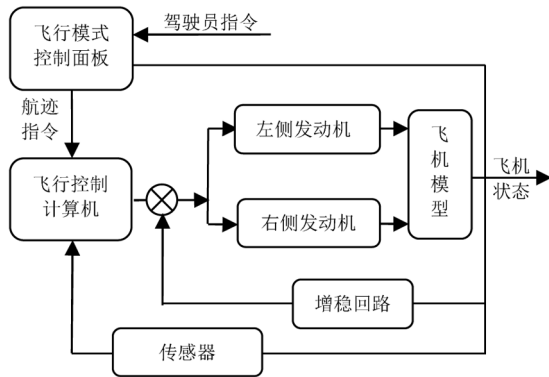 飞行模式
控制面板
驾驶员指令
航迹
指令
飞行控制
计算机
左侧发动机
右侧发动机
飞
机
模
型
飞机
状态
增稳回路
传感器